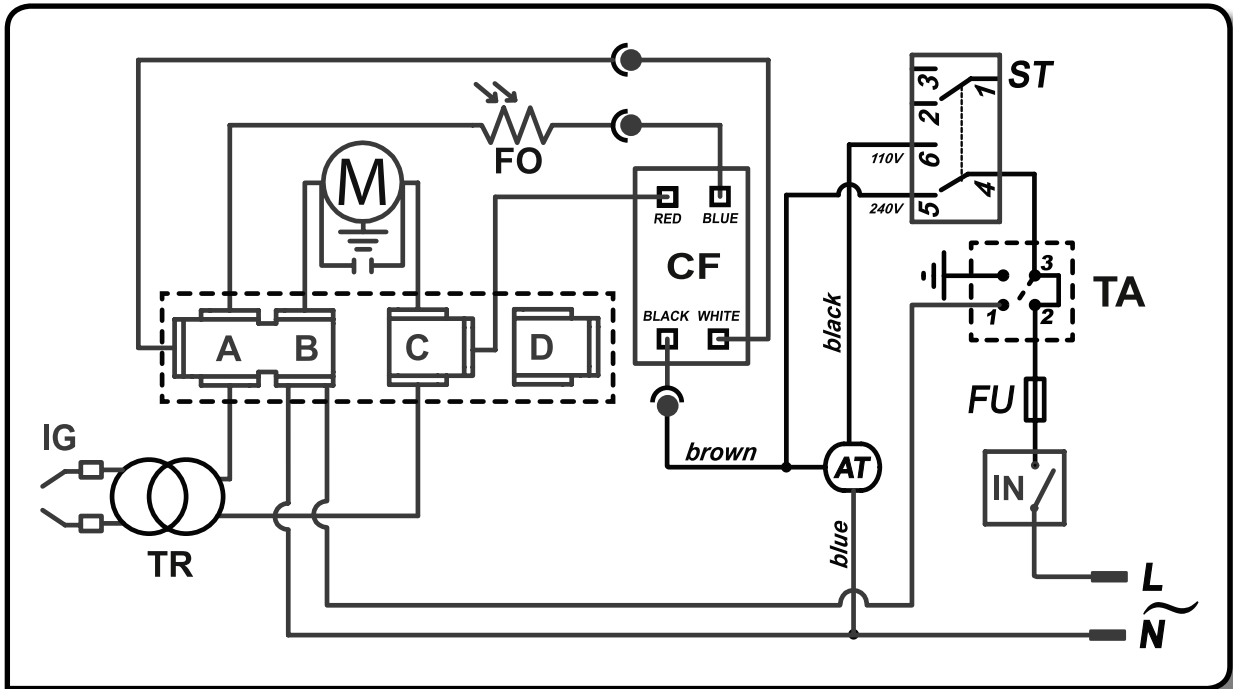 ST
3
1
2
FO
110V
6
M
240V
5
4
RED
BLUE
CF
3
TA
BLACK
WHITE
1
2
black
A
B
C
D
FU
IG
brown
AT
IN
blue
TR
L
N